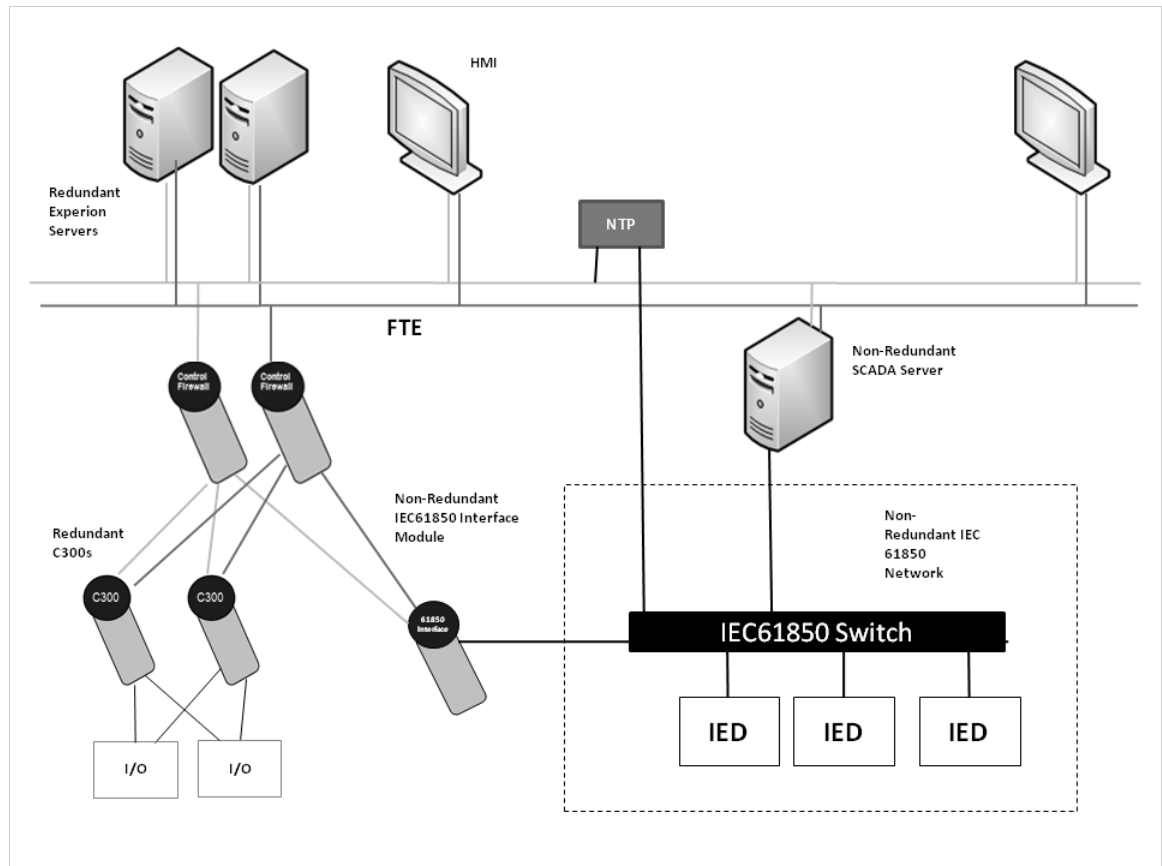 HMI
Redundant
Experion
Servers
NTP
FTE
Non-Redundant
SCADA Server
Control
Firewall
Control
Firewall
Non-Redundant
IEC61850 Interface
Module
Redundant
C300s
Non-
Redundant IEC
61850
Network
C300
C300
61850
Interface
IEC61850 Switch
IED
IED
IED
I/O
I/O